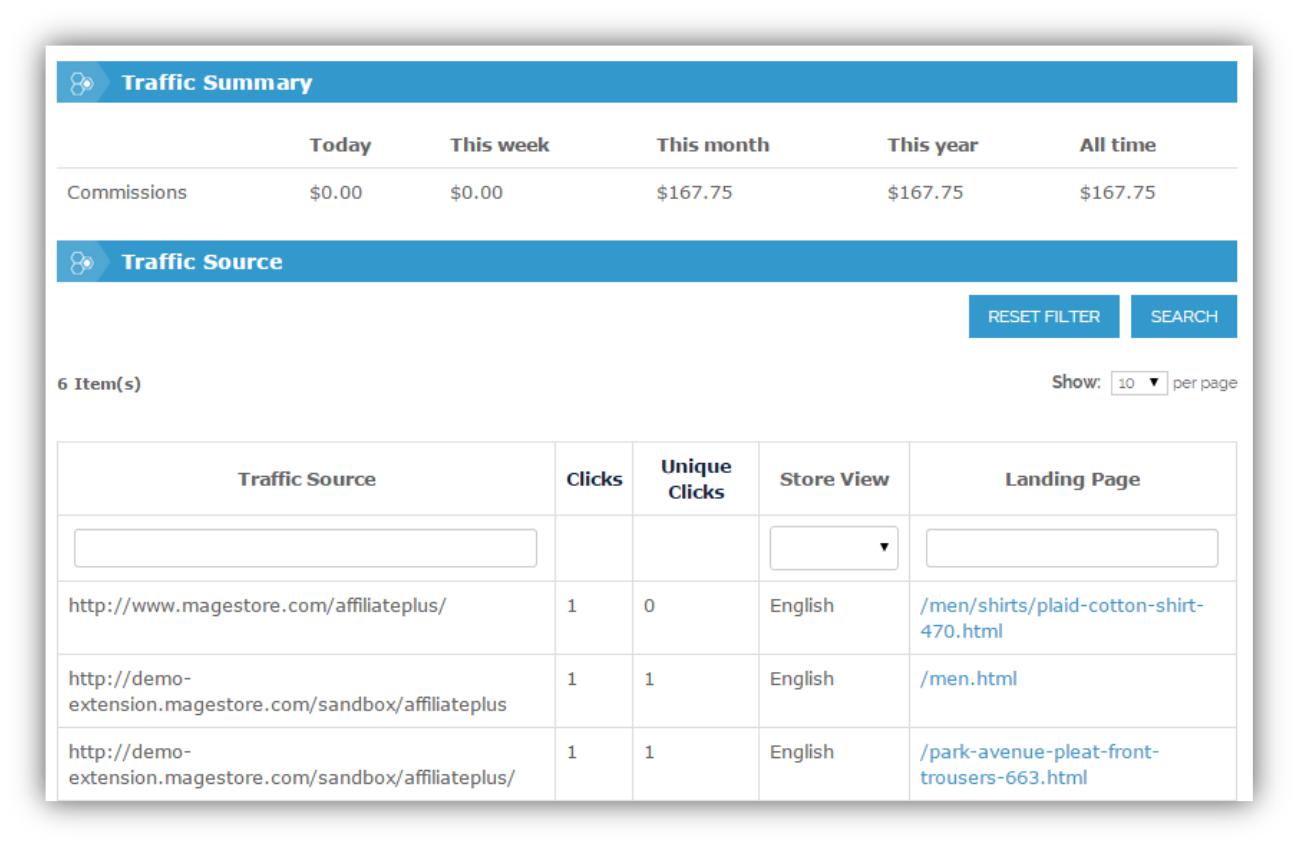 Traffic Summary
Today This week This month This year All time
Commissions $0.00 $0.00 $167.75 $167.75 $167.75
Traffic Source
RESET FILTER SEARCH
6 Item(s) Show: 10 per page
Traffic Source Clicks Unique Clicks Store View Landing Page
http://www.magestore.com/affiliateplus/ 1 0 English /men/shirts/plaid-cotton-shirt-
470.html
http://demo- 1 1 English /men.html
extension.magestore.com/sandbox/affiliateplus
http://demo- 1 1 English /park-avenue-pleat-front-
extension.magestore.com/sandbox/affiliateplus/ trousers-663.html